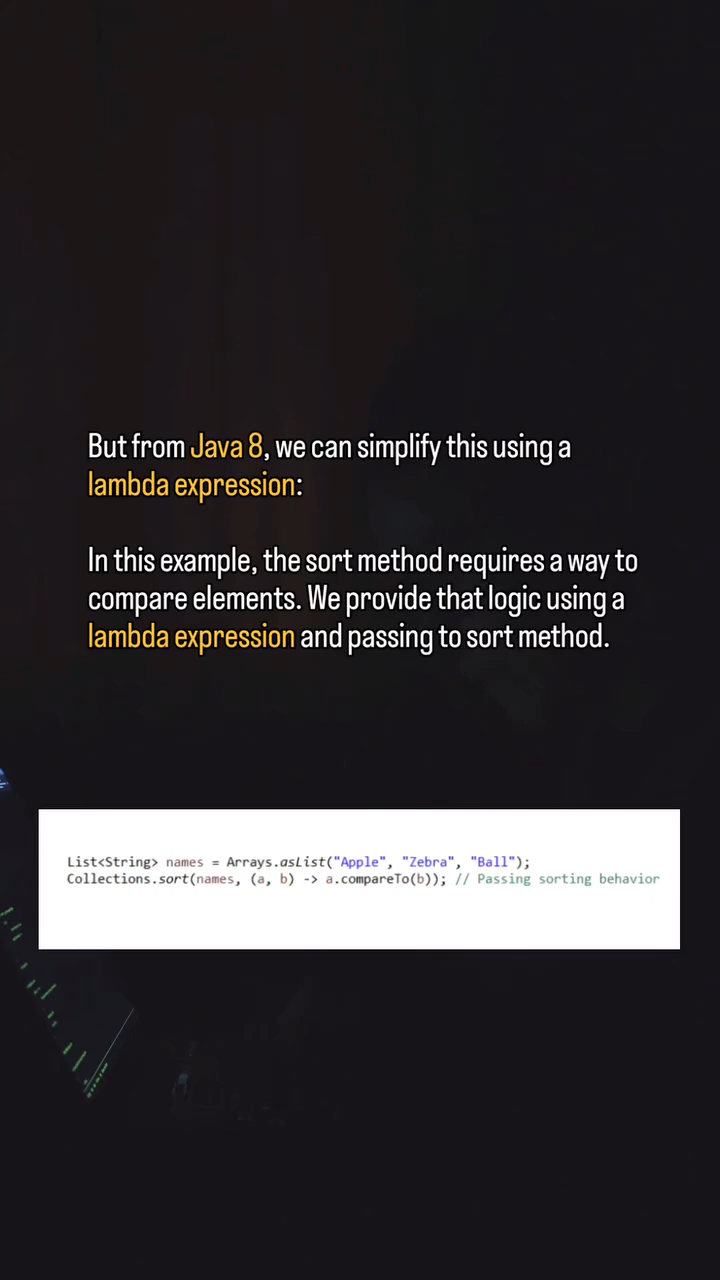 But from Java 8, we can simplify this using a
lambda expression:
In this example, the sort method requires a way to
compare elements. We provide that logic using a
lambda expression and passing to sort method.
List<String> names = Arrays.asList("Apple", "Zebra", "Ball");
Collections.sort(names, (a, b) -> a.compareTo(b)); // Passing sorting behavior